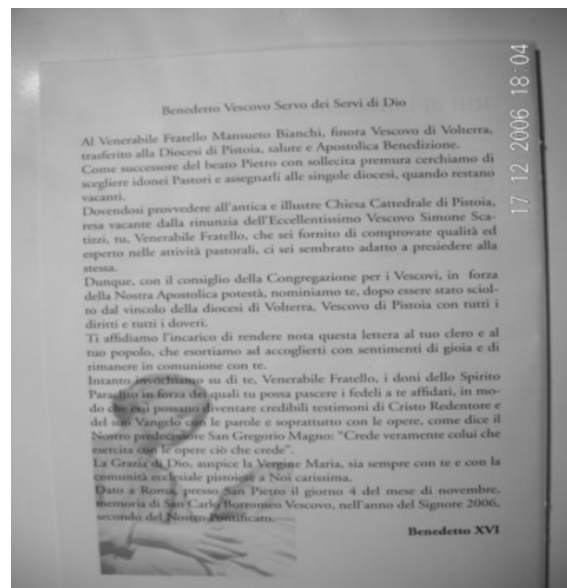 Benedetto Vescovo Servo dei Servi di Dio
Al Venerabile Fratello Mansueto Bianchi, finora Vescovo di Volterra,
trasferito alla Diocesi di Pistoia, salute e Apostolica Benedizione.
Come successore del beato Pietro con sollecita premura cerchiamo di
scegliere idonei Pastori e assegnarli alle singole diocesi, quando restano
vacanti.
Dovendosi provvedere all'antica e illustre Chiesa Cattedrale di Pistoia,
resa vacante dalla rinunzia dell'Eccellentissimo Vescovo Simone Sca-
tizzi, tu, Venerabile Fratello, che sei fornito di comprovate qualità ed
esperto nelle attività pastorali, ci sei sembrato adatto a presiedere alla
stessa.
Dunque, con il consiglio della Congregazione per i Vescovi, in forza
della Nostra Apostolica potestà, nominiamo te, dopo essere stato sciol-
to dal vincolo della diocesi di Volterra, Vescovo di Pistoia con tutti i
diritti e tutti i doveri.
Ti affidiamo l'incarico di rendere nota questa lettera al tuo clero e al
tuo popolo, che esortiamo ad accoglierti con sentimenti di gioia e di
rimanere in comunione con te.
Intanto invochiamo su di te, Venerabile Fratello, i doni dello Spirito
Paraclito in forza dei quali tu possa pascere i fedeli a te affidati, in mo-
do che essi possano diventare credibili testimoni di Cristo Redentore e
del suo Vangelo con le parole e soprattutto con le opere, come dice il
Nostro predecessore San Gregorio Magno: "Crede veramente colui che
esercita con le opere ciò che crede".
La Grazia di Dio, auspice la Vergine Maria, sia sempre con te e con la
comunità ecclesiale pistoiese a Noi carissima.
Dato a Roma, presso San Pietro il giorno 4 del mese di novembre,
memoria di San Carlo Borromeo Vescovo, nell'anno del Signore 2006,
secondo del Nostro Pontificato.
Benedetto XVI
17 12 2006 18:04